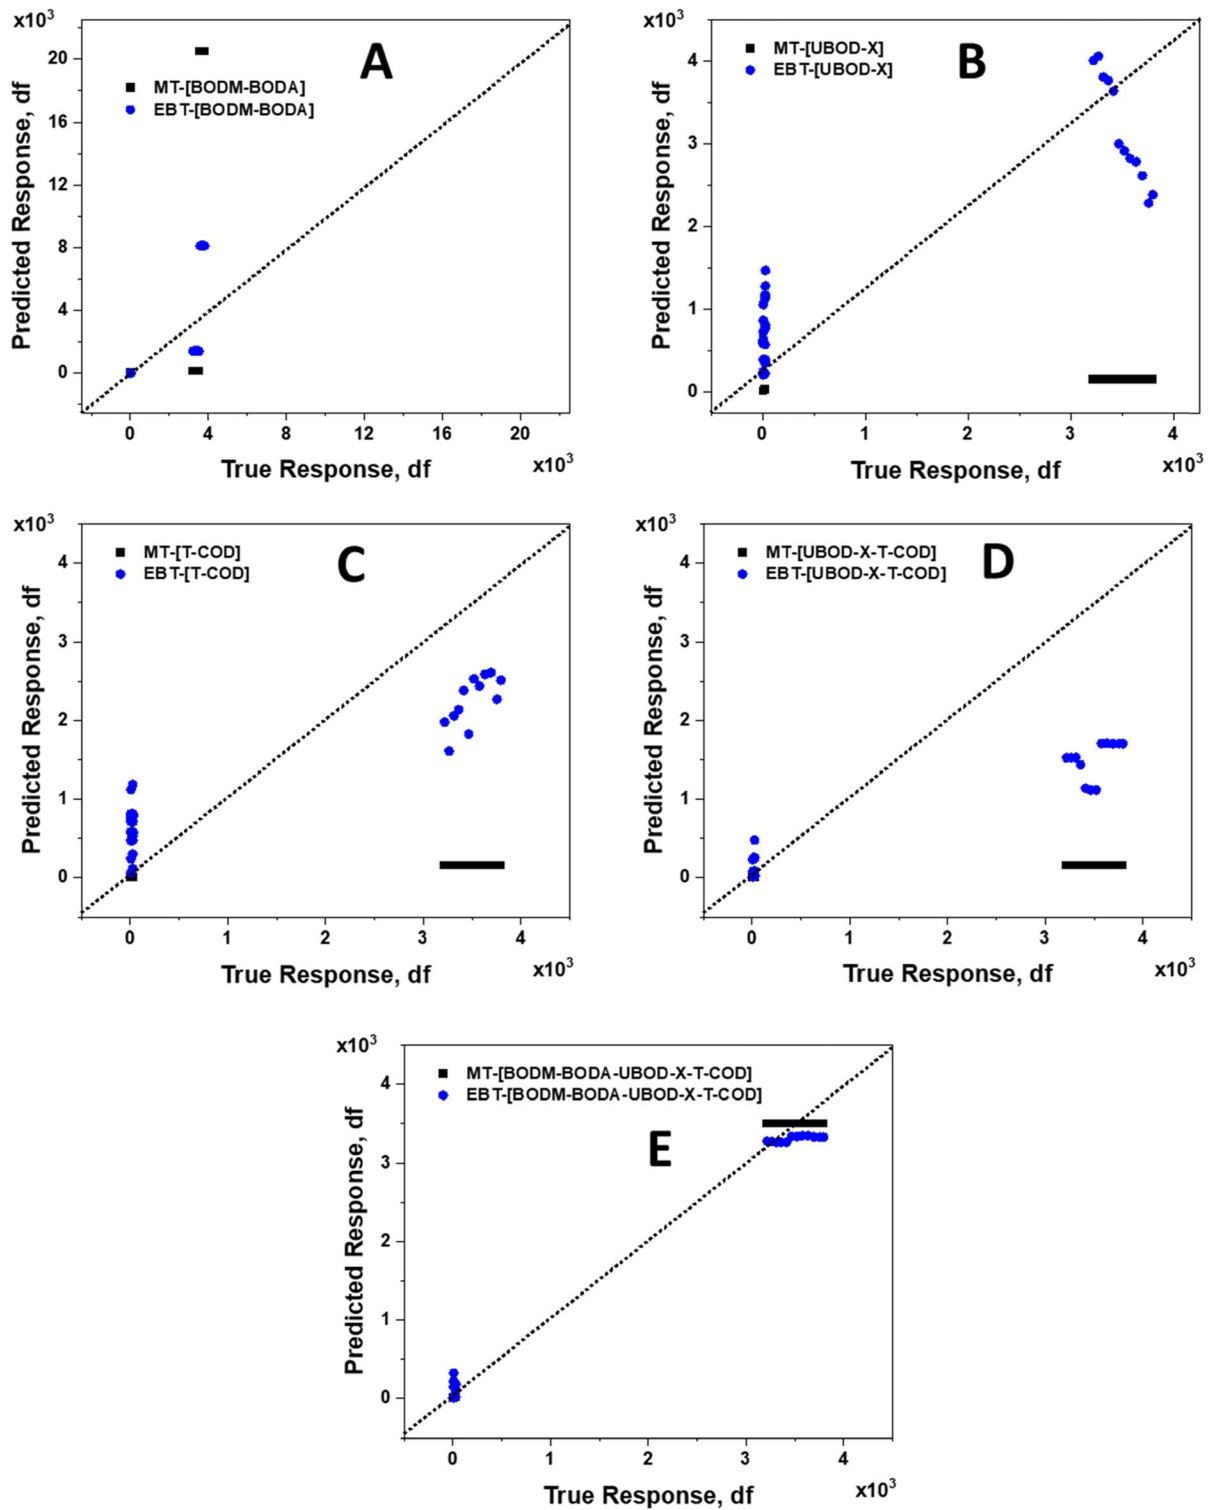 x10³
A
MT-[BODM-BODA]
EBT-[BODM-BODA]
Predicted Response, df
20
16
12
8
4
0
0 4 8 12 16 20
True Response, df x10³
x10³
B
MT-[UBOD-X]
EBT-[UBOD-X]
Predicted Response, df
4
3
2
1
0
0 1 2 3 4
True Response, df x10³
x10³
C
MT-[T-COD]
EBT-[T-COD]
Predicted Response, df
4
3
2
1
0
0 1 2 3 4
True Response, df x10³
x10³
D
MT-[UBOD-X-T-COD]
EBT-[UBOD-X-T-COD]
Predicted Response, df
4
3
2
1
0
0 1 2 3 4
True Response, df x10³
x10³
MT-[BODM-BODA-UBOD-X-T-COD]
EBT-[BODM-BODA-UBOD-X-T-COD]
E
Predicted Response, df
4
3
2
1
0
0 1 2 3 4
True Response, df x10³